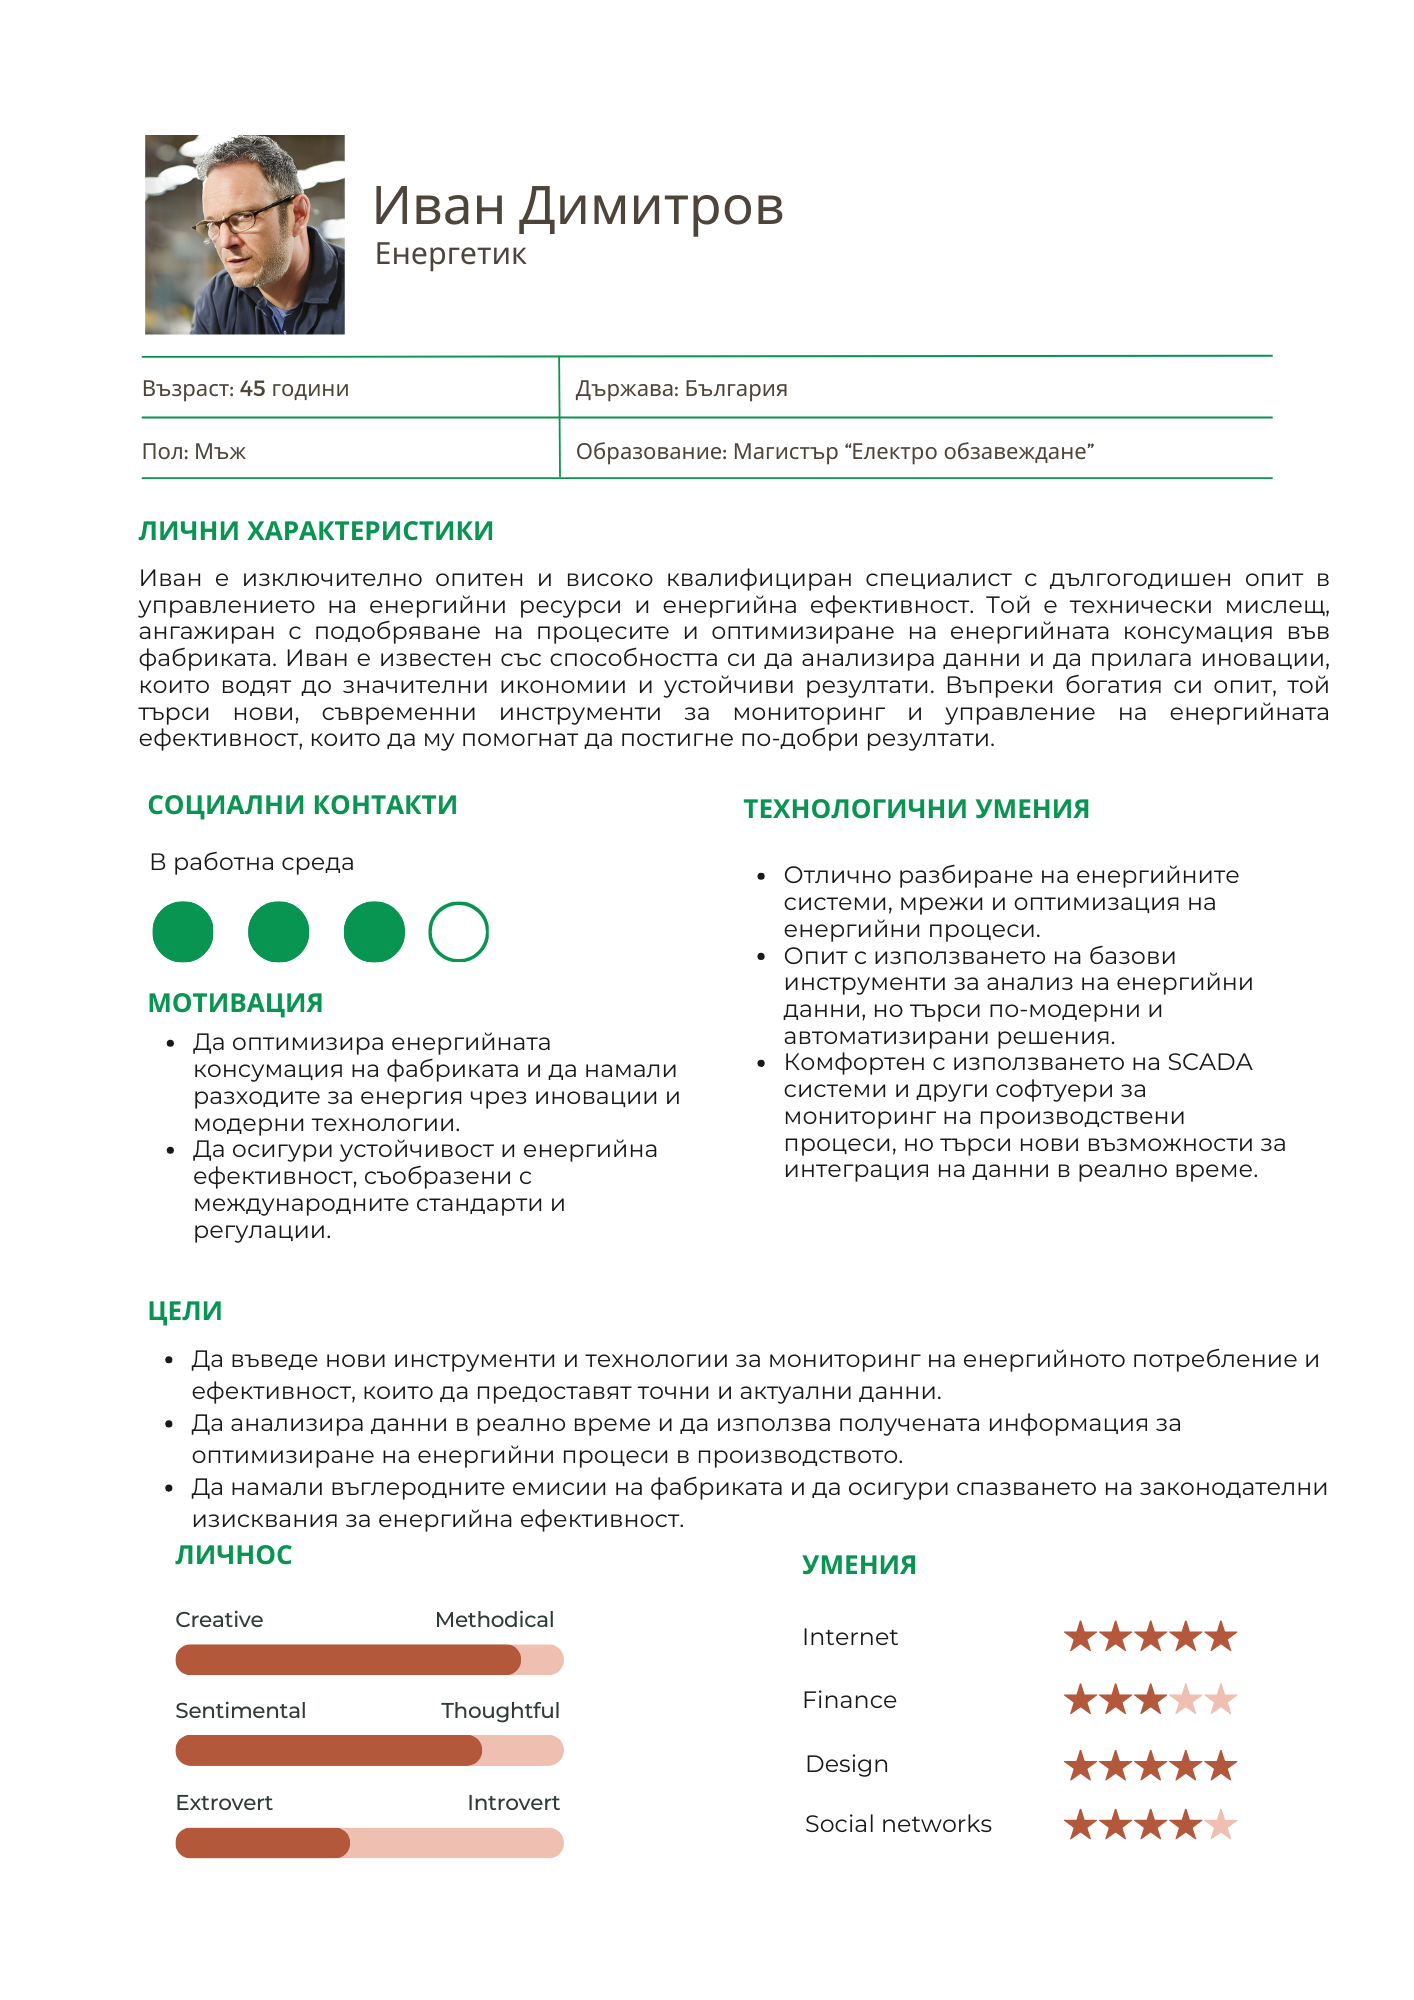 Иван Димитров
Енергетик
Възраст: 45 години
Държава: България
Пол: Мъж
Образование: Магистър “Електро обзавеждане”
ЛИЧНИ ХАРАКТЕРИСТИКИ
Иван е изключително опитен и високо квалифициран специалист с дългогодишен опит в
управлението на енергийни ресурси и енергийна ефективност. Той е технически мислещ,
ангажиран с подобряване на процесите и оптимизиране на енергийната консумация във
фабриката. Иван е известен със способността си да анализира данни и да прилага иновации,
които водят до значителни икономии и устойчиви резултати. Въпреки богатия си опит, той
търси нови, съвременни инструменти за мониторинг и управление на енергийната
ефективност, които да му помогнат да постигне по-добри резултати.
СОЦИАЛНИ КОНТАКТИ
В работна среда
МОТИВАЦИЯ
• Да оптимизира енергийната
консумация на фабриката и да намали
разходите за енергия чрез иновации и
модерни технологии.
• Да осигури устойчивост и енергийна
ефективност, съобразени с
международните стандарти и
регулации.
ТЕХНОЛОГИЧНИ УМЕНИЯ
• Отлично разбиране на енергийните
системи, мрежи и оптимизация на
енергийни процеси.
• Опит с използването на базови
инструменти за анализ на енергийни
данни, но търси по-модерни и
автоматизирани решения.
• Комфортен с използването на SCADA
системи и други софтуери за
мониторинг на производствени
процеси, но търси нови възможности за
интеграция на данни в реално време.
ЦЕЛИ
• Да въведе нови инструменти и технологии за мониторинг на енергийното потребление и
ефективност, които да предоставят точни и актуални данни.
• Да анализира данни в реално време и да използва получената информация за
оптимизиране на енергийни процеси в производството.
• Да намали въглеродните емисии на фабриката и да осигури спазването на законодателни
изисквания за енергийна ефективност.
ЛИЧНОС
Creative Methodical
Sentimental Thoughtful
Extrovert Introvert
УМЕНИЯ
Internet
Finance
Design
Social networks